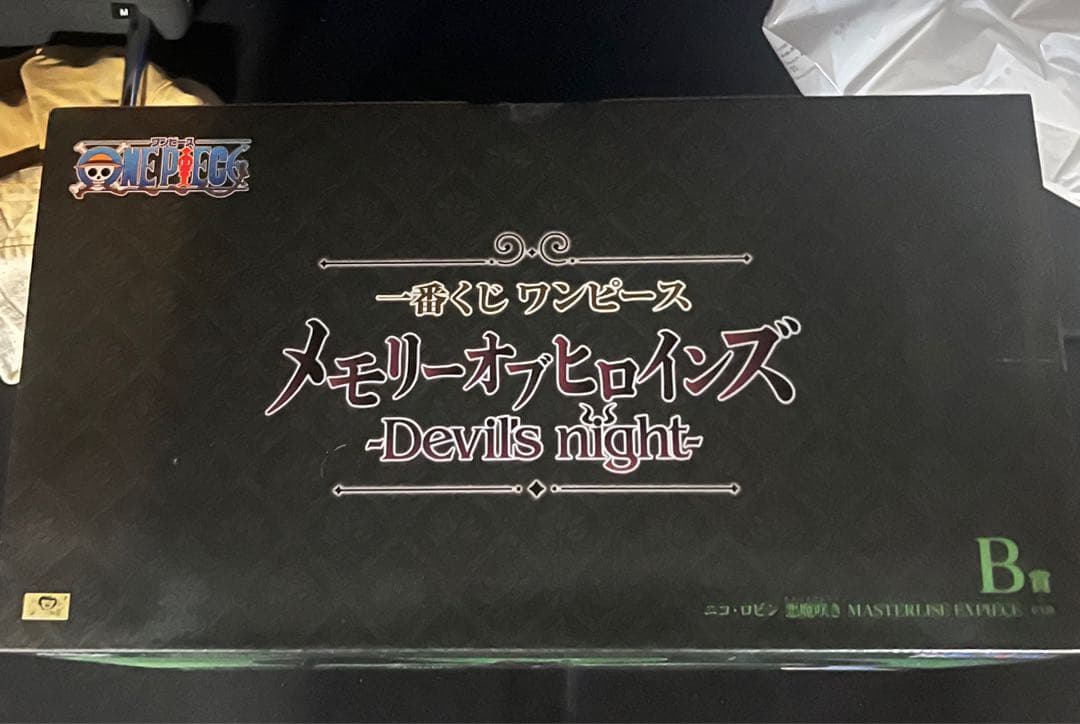 M
ワンピース
ONE PIECE
一番くじ ワンピース
メモリーオブヒロインズ
-Devil's night-
B賞
ニコ・ロビン 悪魔咲き MASTERLISE EXPIECE